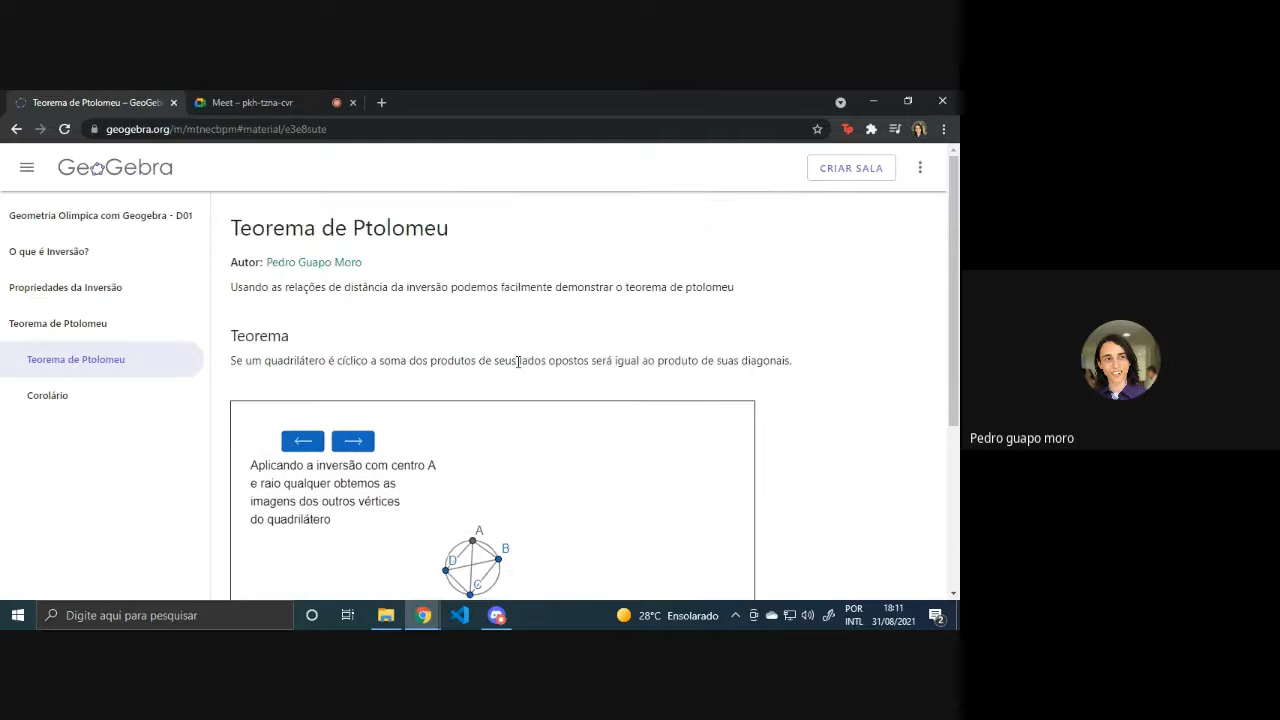 Teorema de Ptolomeu – GeoGeb
Meet – pkh-tzna-cvr
geogebra.org/m/mtnecbpm#material/e3e8sute
GeoGebra
CRIAR SALA
Geometria Olímpica com Geogebra - D01
O que é Inversão?
Propriedades da Inversão
Teorema de Ptolomeu
Teorema de Ptolomeu
Corolário
Teorema de Ptolomeu
Autor: Pedro Guapo Moro
Usando as relações de distância da inversão podemos facilmente demonstrar o teorema de ptolomeu
Teorema
Se um quadrilátero é cíclico a soma dos produtos de seus lados opostos será igual ao produto de suas diagonais.
Aplicando a inversão com centro A
e raio qualquer obtemos as
imagens dos outros vértices
do quadrilátero
A
B
D
C
Pedro guapo moro
Digite aqui para pesquisar
28°C Ensolarado
POR
INTL
18:11
31/08/2021
2